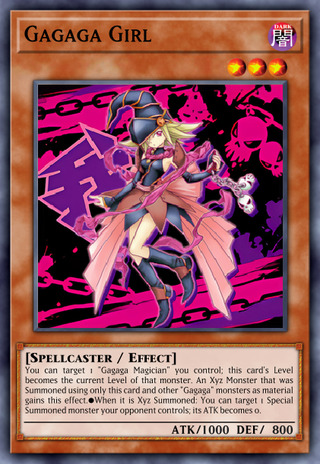 Gagaga Girl
DARK
闇
[Spellcaster / Effect]
You can target 1 "Gagaga Magician" you control; this card's Level
becomes the current Level of that monster. An Xyz Monster that was
Summoned using only this card and other "Gagaga" monsters as material
gains this effect.●When it is Xyz Summoned: You can target 1 Special
Summoned monster your opponent controls; its ATK becomes 0.
ATK/1000 DEF/ 800